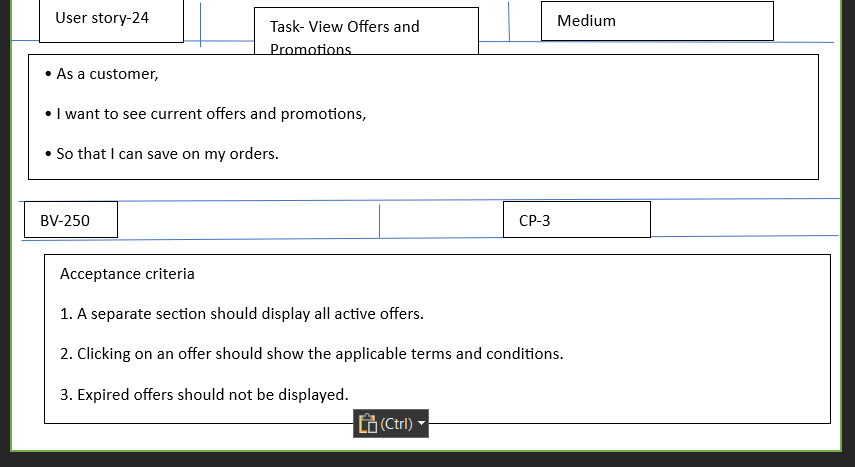 User story-24
Task- View Offers and
Promotions
Medium
• As a customer,
• I want to see current offers and promotions,
• So that I can save on my orders.
BV-250
CP-3
Acceptance criteria
1. A separate section should display all active offers.
2. Clicking on an offer should show the applicable terms and conditions.
3. Expired offers should not be displayed.
(Ctrl)